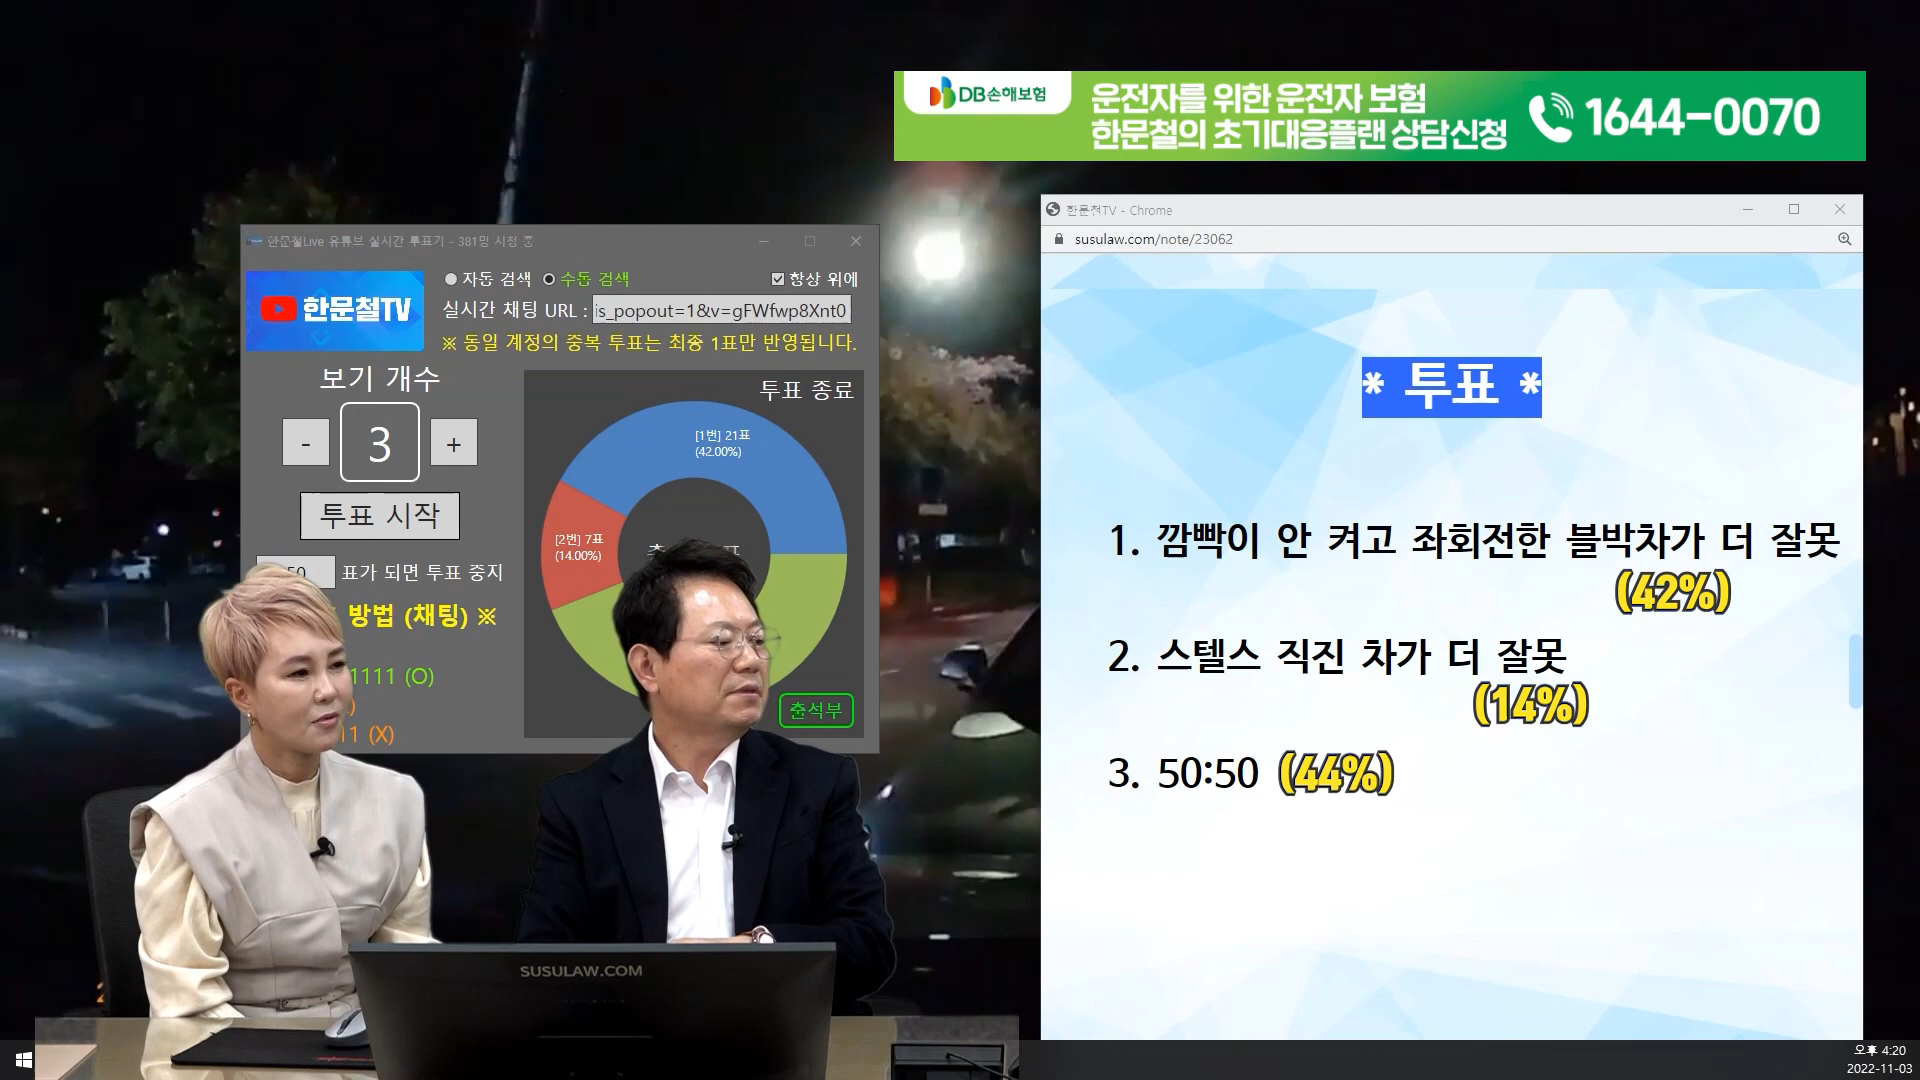 DB손해보험
운전자를 위한 운전자 보험
한문철의 초기대응플랜 상담신청
1644-0070
한문철Live 유튜브 실시간 투표기 - 381명 시청 중
한문철TV
자동 검색
수동 검색
항상 위에
실시간 채팅 URL :
is_popout=1&v=gFWfwp8Xnt0
※ 동일 계정의 중복 투표는 최종 1표만 반영됩니다.
보기 개수
-
3
+
투표 시작
50
표가 되면 투표 중지
방법 (채팅) ※
1111 (O)
)
11 (X)
투표 종료
[1번] 21표
(42.00%)
[2번] 7표
(14.00%)
출석부
한문철TV - Chrome
susulaw.com/note/23062
* 투표 *
1. 깜빡이 안 켜고 좌회전한 블박차가 더 잘못
(42%)
2. 스텔스 직진 차가 더 잘못
(14%)
3. 50:50 (44%)
SUSULAW.COM
오후 4:20
2022-11-03